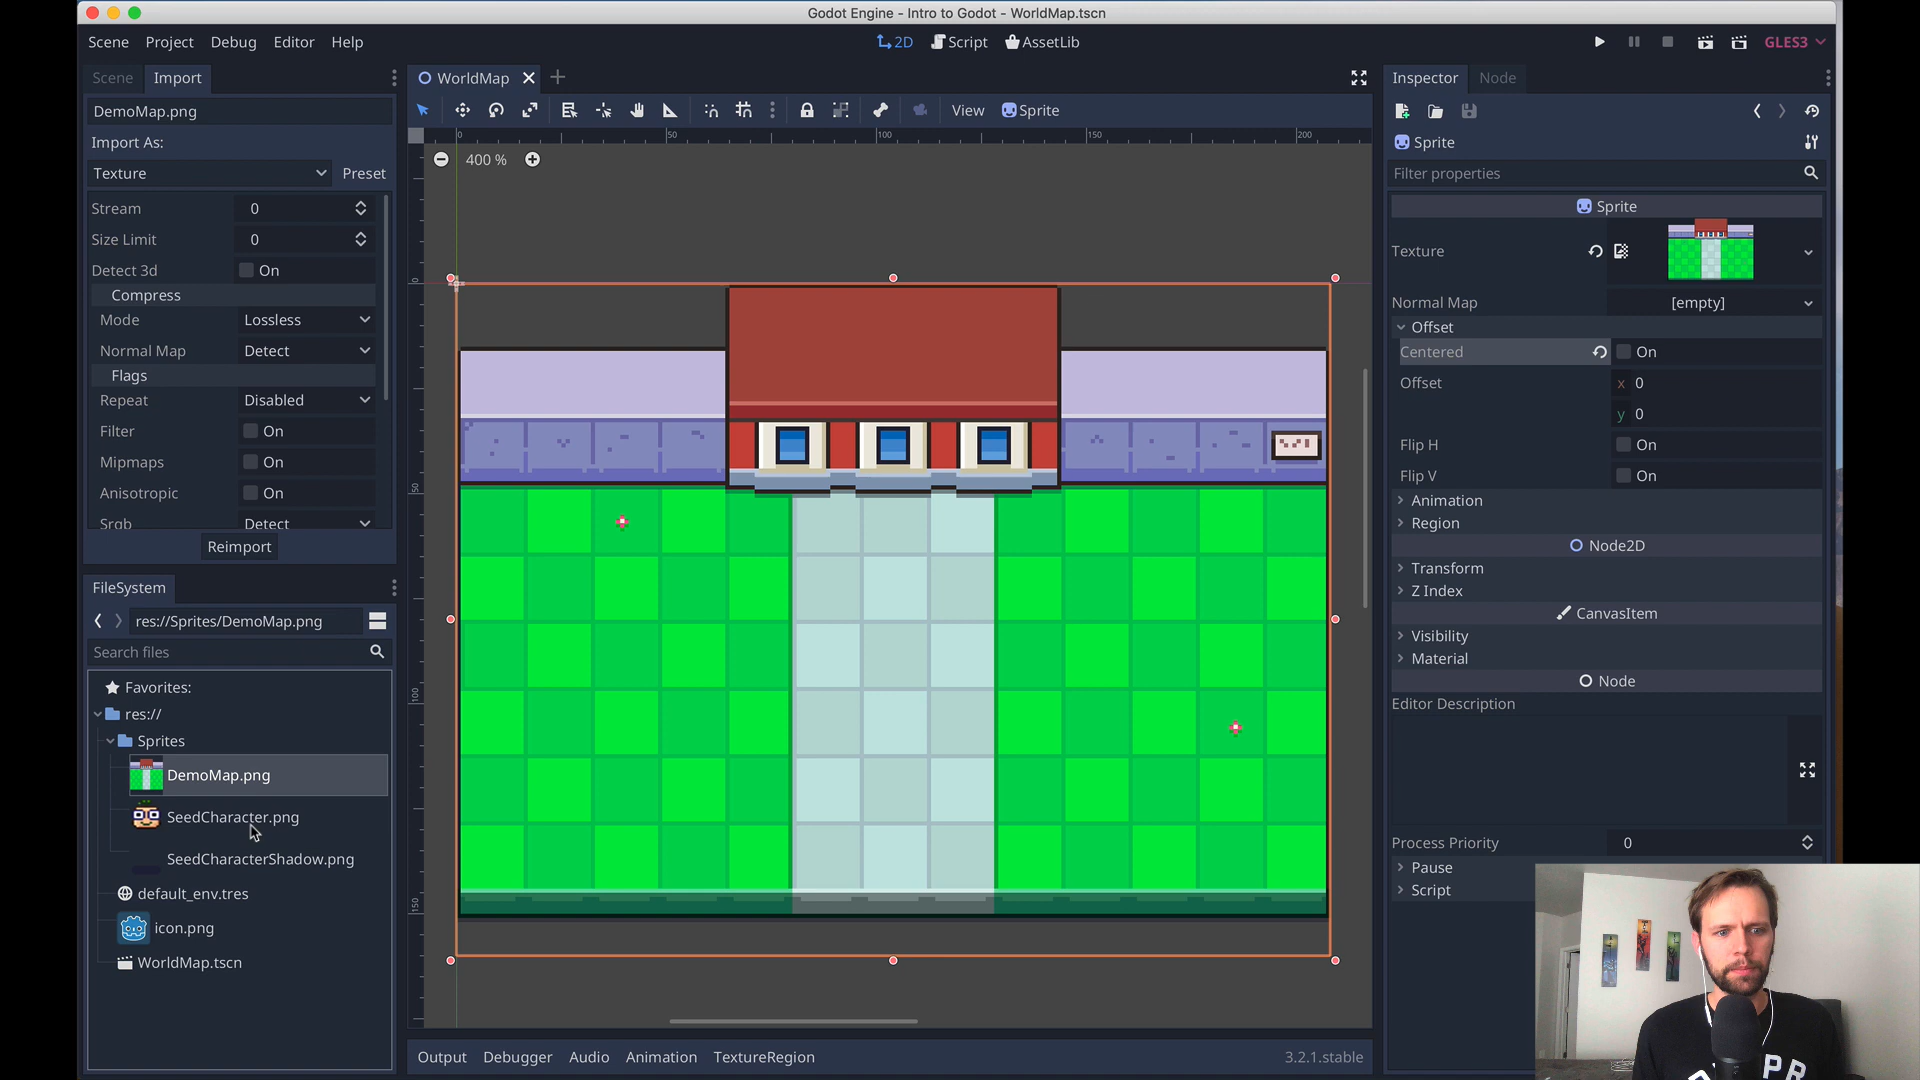 Godot Engine - Intro to Godot - WorldMap.tscn
Scene Project Debug Editor Help
2D Script AssetLib
GLES3
Scene Import
DemoMap.png
Import As:
Texture Preset
Stream 0
Size Limit 0
Detect 3d On
Compress
Mode Lossless
Normal Map Detect
Flags
Repeat Disabled
Filter On
Mipmaps On
Anisotropic On
Srgb Detect
Reimport
FileSystem
res://Sprites/DemoMap.png
Search files
Favorites:
res://
Sprites
DemoMap.png
SeedCharacter.png
SeedCharacterShadow.png
default_env.tres
icon.png
WorldMap.tscn
WorldMap
View Sprite
0 50 100 150 200
400 %
0
50
100
150
Output Debugger Audio Animation TextureRegion 3.2.1.stable
Inspector Node
Sprite
Filter properties
Sprite
Texture
Normal Map [empty]
Offset
Centered On
Offset x 0
y 0
Flip H On
Flip V On
Animation
Region
Node2D
Transform
Z Index
CanvasItem
Visibility
Material
Node
Editor Description
Process Priority 0
Pause
Script